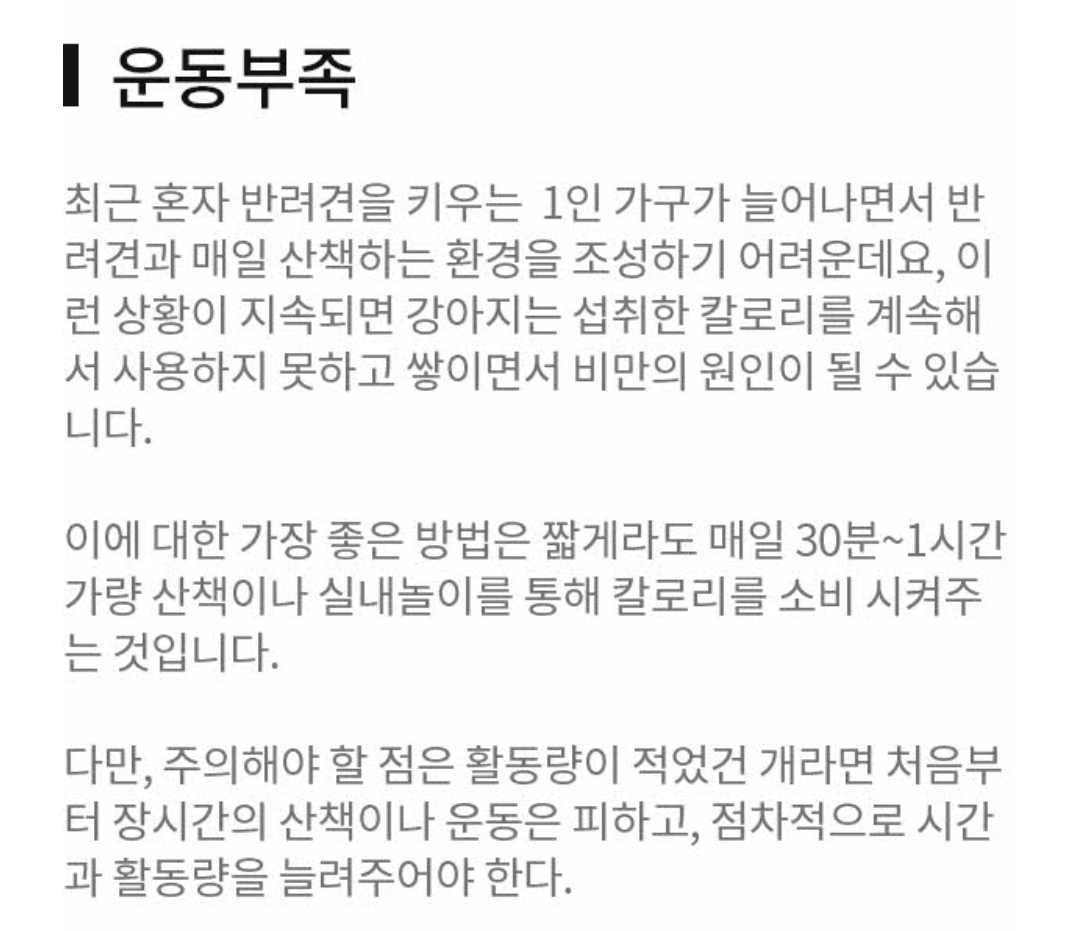 운동부족
최근 혼자 반려견을 키우는 1인 가구가 늘어나면서 반
려견과 매일 산책하는 환경을 조성하기 어려운데요, 이
런 상황이 지속되면 강아지는 섭취한 칼로리를 계속해
서 사용하지 못하고 쌓이면서 비만의 원인이 될 수 있습
니다.
이에 대한 가장 좋은 방법은 짧게라도 매일 30분~1시간
가량 산책이나 실내놀이를 통해 칼로리를 소비 시켜주
는 것입니다.
다만, 주의해야 할 점은 활동량이 적었건 개라면 처음부
터 장시간의 산책이나 운동은 피하고, 점차적으로 시간
과 활동량을 늘려주어야 한다.